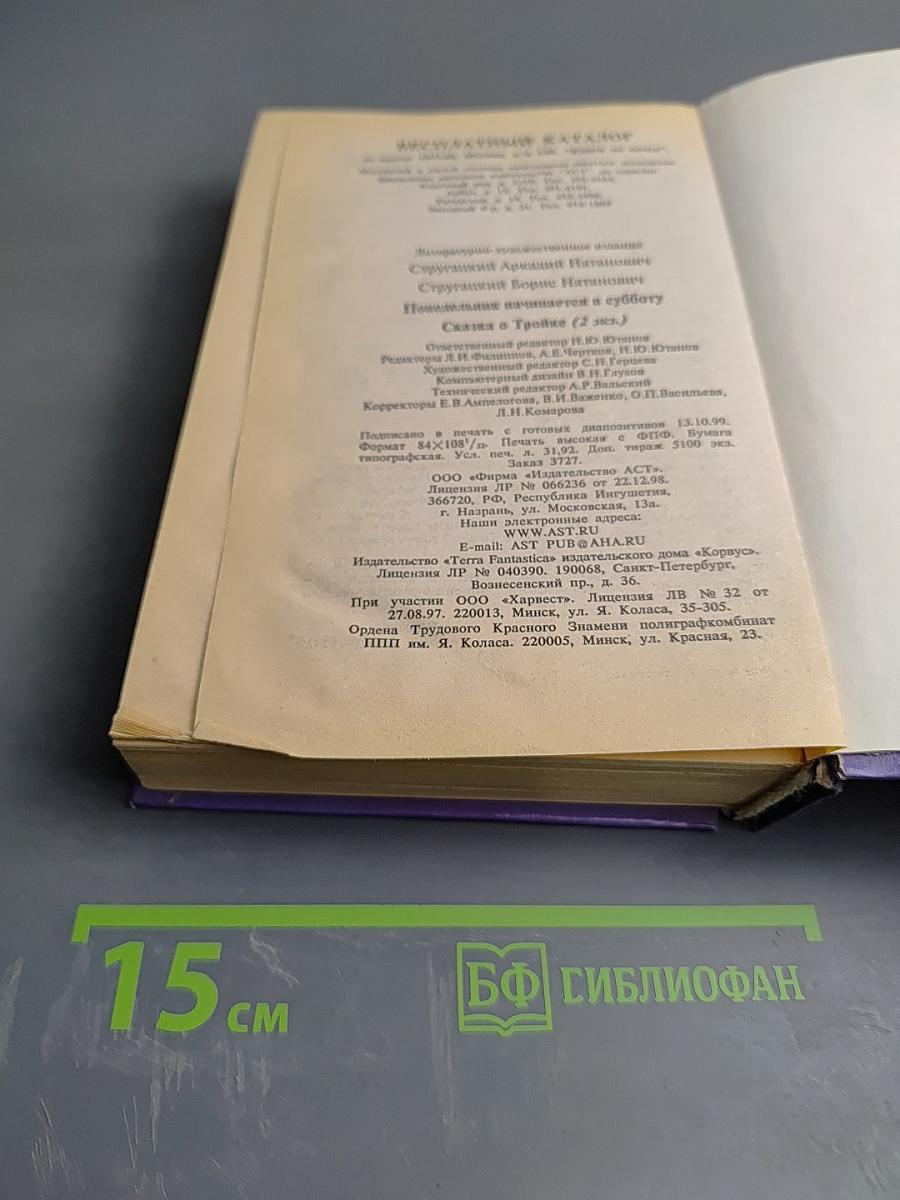 БЕСПЛАТНЫЙ КАТАЛОГ
Литературно-художественное издание
Стругацкий Аркадий Натанович
Стругацкий Борис Натанович
Понедельник начинается в субботу
Сказка о Тройке (2 экз.)
Ответственный редактор Н.Ю.Ютанов
Редакторы Л.И.Филиппов, А.Е.Чертков, Н.Ю.Ютанов
Художественный редактор С.Н.Герцева
Компьютерный дизайн В.Н.Глухов
Технический редактор А.Р.Вальский
Корректоры Е.В.Ампелогова, В.И.Важенко, О.П.Васильева,
Л.Н.Комарова
Подписано в печать с готовых диапозитивов 13.10.99.
Формат 84×108¹/₃₂. Печать высокая с ФПФ. Бумага
типографская. Усл. печ. л. 31,92. Доп. тираж 5100 экз.
Заказ 3727.
ООО «Фирма «Издательство АСТ».
Лицензия ЛР № 066236 от 22.12.98.
366720, РФ, Республика Ингушетия,
г. Назрань, ул. Московская, 13а.
Наши электронные адреса:
WWW.AST.RU
E-mail: AST PUB@AHA.RU
Издательство «Terra Fantastica» издательского дома «Корвус».
Лицензия ЛР № 040390. 190068, Санкт-Петербург,
Вознесенский пр., д. 36.
При участии ООО «Харвест». Лицензия ЛВ № 32 от
27.08.97. 220013, Минск, ул. Я. Коласа, 35-305.
Ордена Трудового Красного Знамени полиграфкомбинат
ППП им. Я. Коласа. 220005, Минск, ул. Красная, 23.
15 см
БФ БИБЛИОФАН